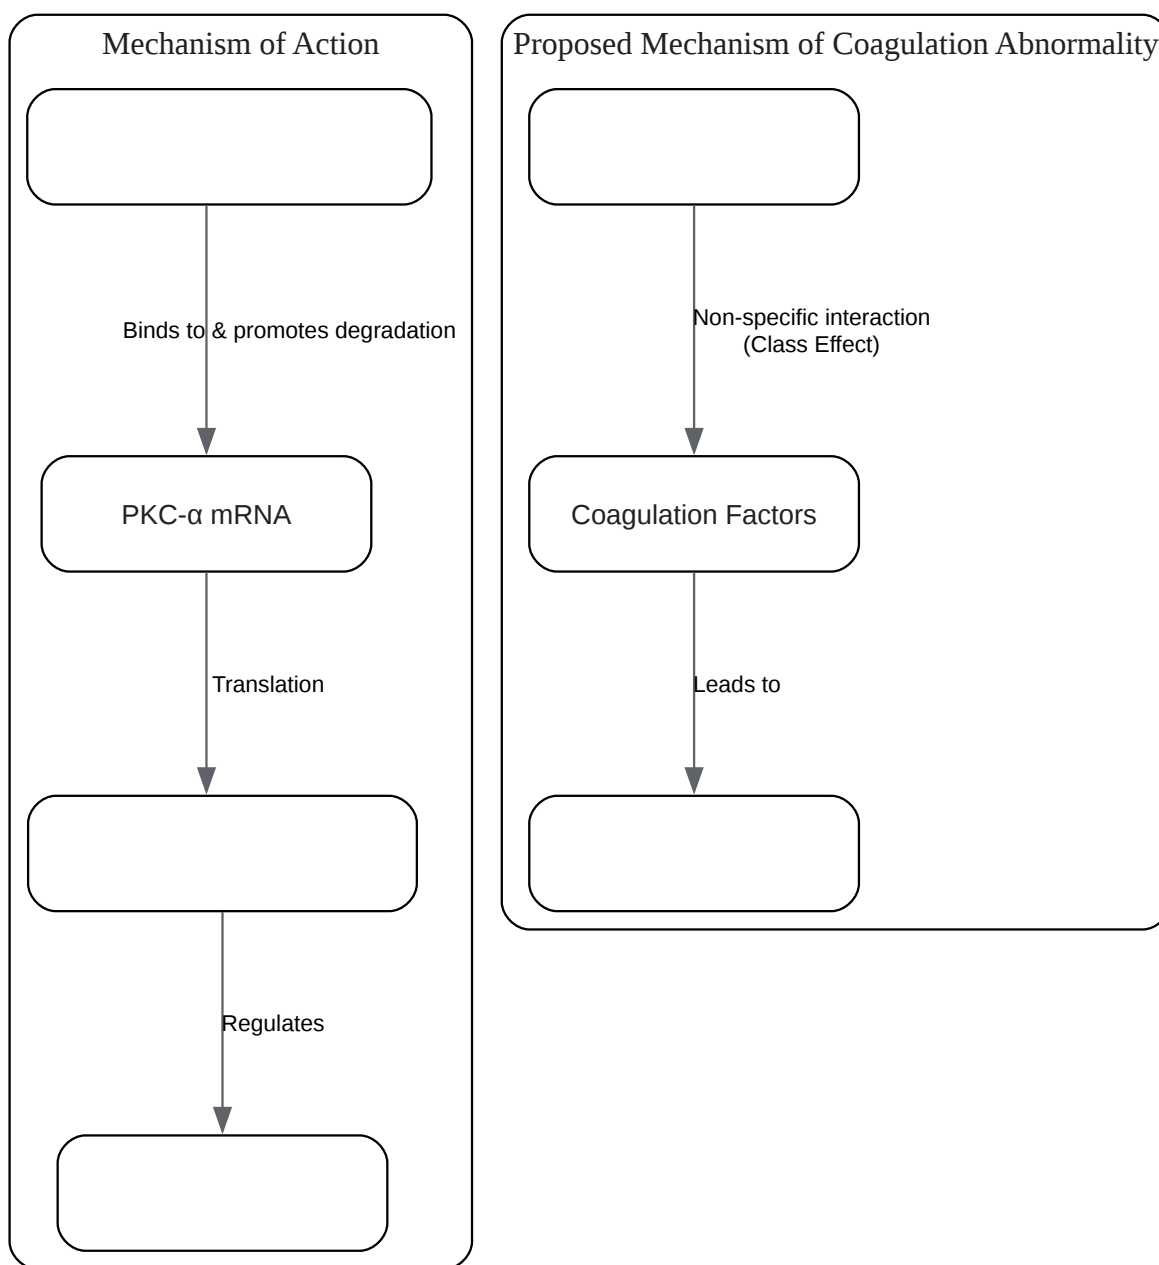 Mechanism of Action
Binds to & promotes degradation
PKC-α mRNA
Translation
Regulates
Proposed Mechanism of Coagulation Abnormality
Non-specific interaction
(Class Effect)
Coagulation Factors
Leads to